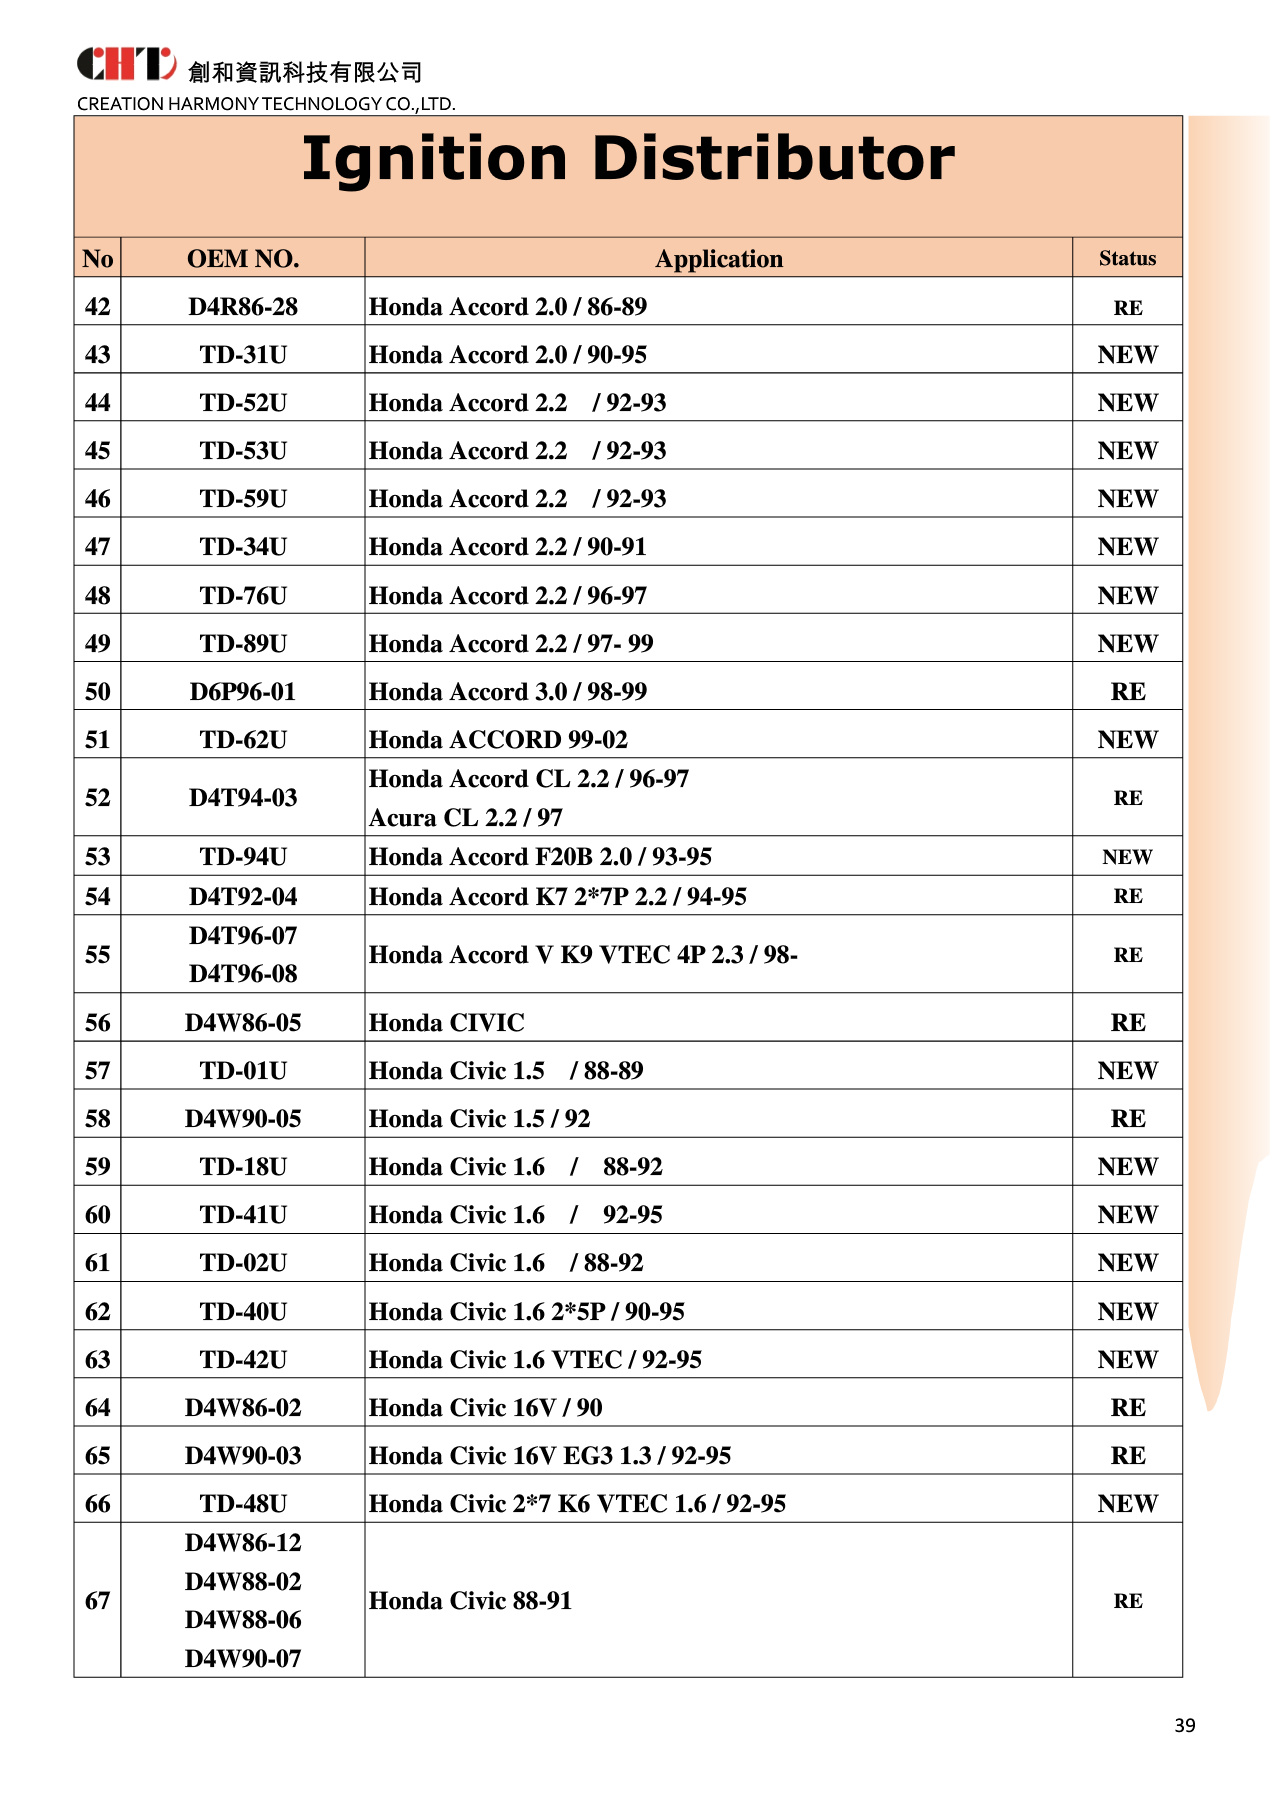 CHT 創和資訊科技有限公司
CREATION HARMONY TECHNOLOGY CO.,LTD.
Ignition Distributor
No OEM NO. Application Status
42 D4R86-28 Honda Accord 2.0 / 86-89 RE
43 TD-31U Honda Accord 2.0 / 90-95 NEW
44 TD-52U Honda Accord 2.2 / 92-93 NEW
45 TD-53U Honda Accord 2.2 / 92-93 NEW
46 TD-59U Honda Accord 2.2 / 92-93 NEW
47 TD-34U Honda Accord 2.2 / 90-91 NEW
48 TD-76U Honda Accord 2.2 / 96-97 NEW
49 TD-89U Honda Accord 2.2 / 97- 99 NEW
50 D6P96-01 Honda Accord 3.0 / 98-99 RE
51 TD-62U Honda ACCORD 99-02 NEW
52 D4T94-03 Honda Accord CL 2.2 / 96-97
Acura CL 2.2 / 97 RE
53 TD-94U Honda Accord F20B 2.0 / 93-95 NEW
54 D4T92-04 Honda Accord K7 2*7P 2.2 / 94-95 RE
55 D4T96-07
D4T96-08 Honda Accord V K9 VTEC 4P 2.3 / 98- RE
56 D4W86-05 Honda CIVIC RE
57 TD-01U Honda Civic 1.5 / 88-89 NEW
58 D4W90-05 Honda Civic 1.5 / 92 RE
59 TD-18U Honda Civic 1.6 / 88-92 NEW
60 TD-41U Honda Civic 1.6 / 92-95 NEW
61 TD-02U Honda Civic 1.6 / 88-92 NEW
62 TD-40U Honda Civic 1.6 2*5P / 90-95 NEW
63 TD-42U Honda Civic 1.6 VTEC / 92-95 NEW
64 D4W86-02 Honda Civic 16V / 90 RE
65 D4W90-03 Honda Civic 16V EG3 1.3 / 92-95 RE
66 TD-48U Honda Civic 2*7 K6 VTEC 1.6 / 92-95 NEW
67 D4W86-12
D4W88-02
D4W88-06
D4W90-07 Honda Civic 88-91 RE
39